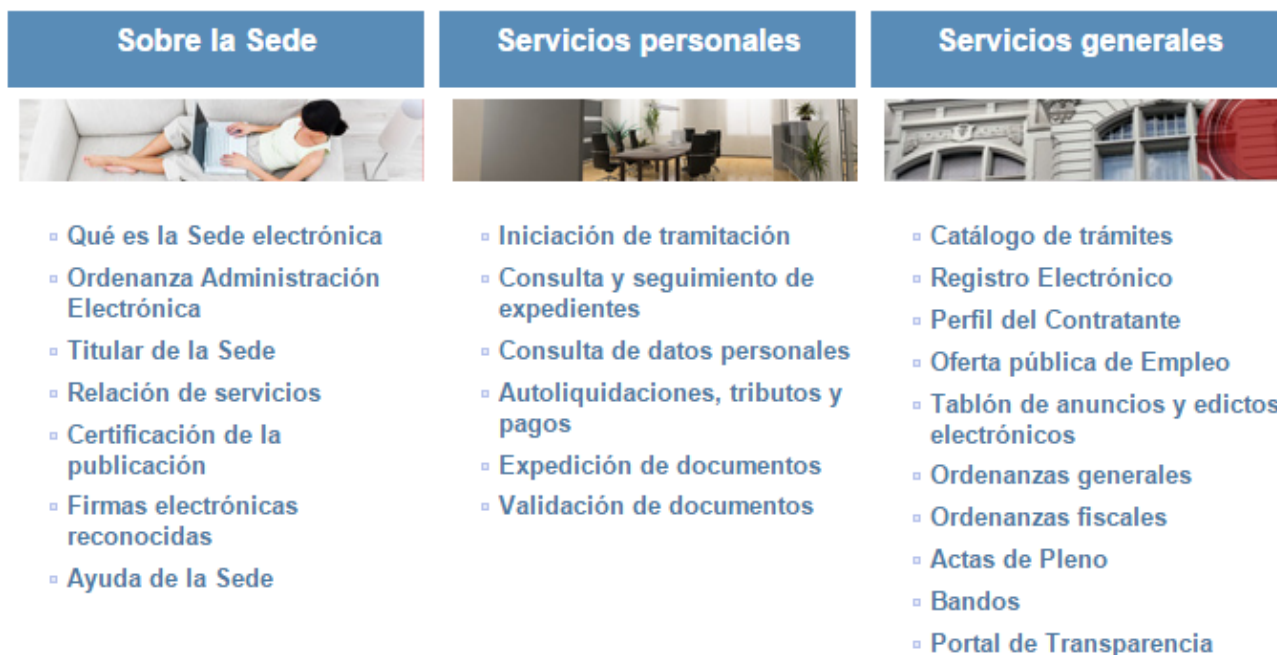 Sobre la Sede
Qué es la Sede electrónica
Ordenanza Administración
Electrónica
Titular de la Sede
Relación de servicios
Certificación de la
publicación
Firmas electrónicas
reconocidas
Ayuda de la Sede
Servicios personales
Iniciación de tramitación
Consulta y seguimiento de
expedientes
Consulta de datos personales
Autoliquidaciones, tributos y
pagos
Expedición de documentos
Validación de documentos
Servicios generales
Catálogo de trámites
Registro Electrónico
Perfil del Contratante
Oferta pública de Empleo
Tablón de anuncios y edictos
electrónicos
Ordenanzas generales
Ordenanzas fiscales
Actas de Pleno
Bandos
Portal de Transparencia